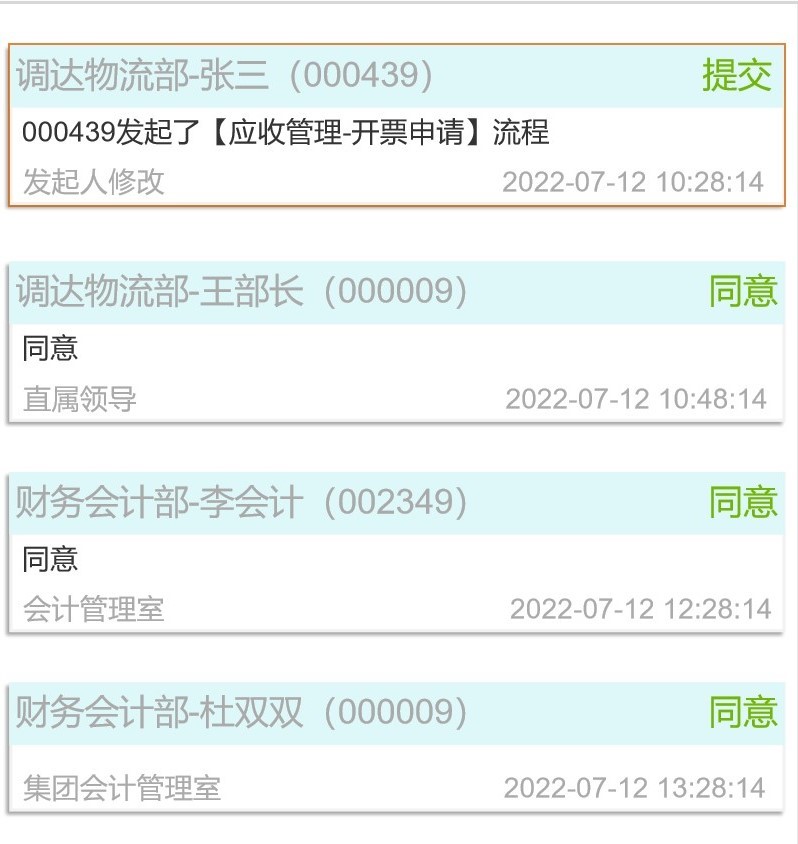 调达物流部-张三（000439） 提交
000439发起了【应收管理-开票申请】流程
发起人修改 2022-07-12 10:28:14
调达物流部-王部长（000009） 同意
同意
直属领导 2022-07-12 10:48:14
财务会计部-李会计（002349） 同意
同意
会计管理室 2022-07-12 12:28:14
财务会计部-杜双双（000009） 同意
集团会计管理室 2022-07-12 13:28:14